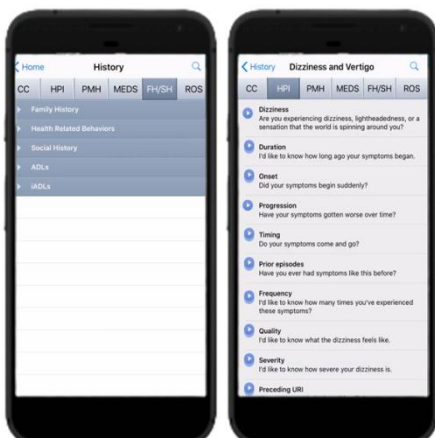 Home
History
CC
HPI
PMH
MEDS
FH/SH
ROS
Family History
Health Related Behaviors
Social History
ADLs
iADLs
History
Dizziness and Vertigo
CC
HPI
PMH
MEDS
FH/SH
ROS
Dizziness
Are you experiencing dizziness, lightheadedness, or a
sensation that the world is spinning around you?
Duration
I'd like to know how long ago your symptoms began.
Onset
Did your symptoms begin suddenly?
Progression
Have your symptoms gotten worse over time?
Timing
Do your symptoms come and go?
Prior episodes
Have you ever had symptoms like this before?
Frequency
I'd like to know how many times you've experienced
these symptoms?
Quality
I'd like to know what the dizziness feels like.
Severity
I'd like to know how severe your dizziness is.
Preceding URI